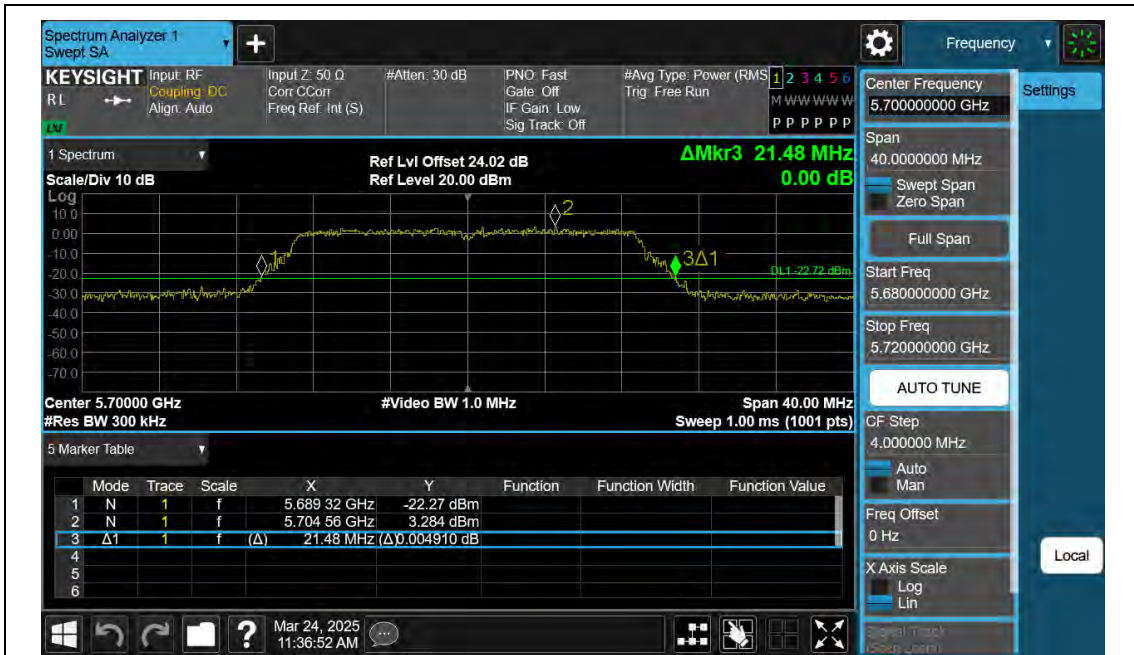 Spectrum Analyzer 1
Swept SA
+
Frequency
KEYSIGHT
RL
LXI
Input: RF
Coupling: DC
Align: Auto
Input Z: 50 Ω
Corr CCorr
Freq Ref: Int (S)
#Atten: 30 dB
PNO: Fast
Gate: Off
IF Gain: Low
Sig Track: Off
#Avg Type: Power (RMS
Trig: Free Run
1 2 3 4 5 6
M W W W W W
P P P P P P
Center Frequency
5.700000000 GHz
Settings
Span
40.0000000 MHz
Swept Span
Zero Span
Full Span
Start Freq
5.680000000 GHz
Stop Freq
5.720000000 GHz
AUTO TUNE
CF Step
4.000000 MHz
Auto
Man
Freq Offset
0 Hz
X Axis Scale
Log
Lin
Signal Track
(Span Zoom)
Local
1 Spectrum
Scale/Div 10 dB
Ref Lvl Offset 24.02 dB
Ref Level 20.00 dBm
ΔMkr3 21.48 MHz
0.00 dB
Log
10.0
0.00
-10.0
-20.0
-30.0
-40.0
-50.0
-60.0
-70.0
1
2
3Δ1
DL1 -22.72 dBm
Center 5.70000 GHz
#Video BW 1.0 MHz
Span 40.00 MHz
#Res BW 300 kHz
Sweep 1.00 ms (1001 pts)
5 Marker Table
Mode Trace Scale X Y Function Function Width Function Value
1 N 1 f 5.689 32 GHz -22.27 dBm
2 N 1 f 5.704 56 GHz 3.284 dBm
3 Δ1 1 f (Δ) 21.48 MHz (Δ)0.004910 dB
4
5
6
?
Mar 24, 2025
11:36:52 AM